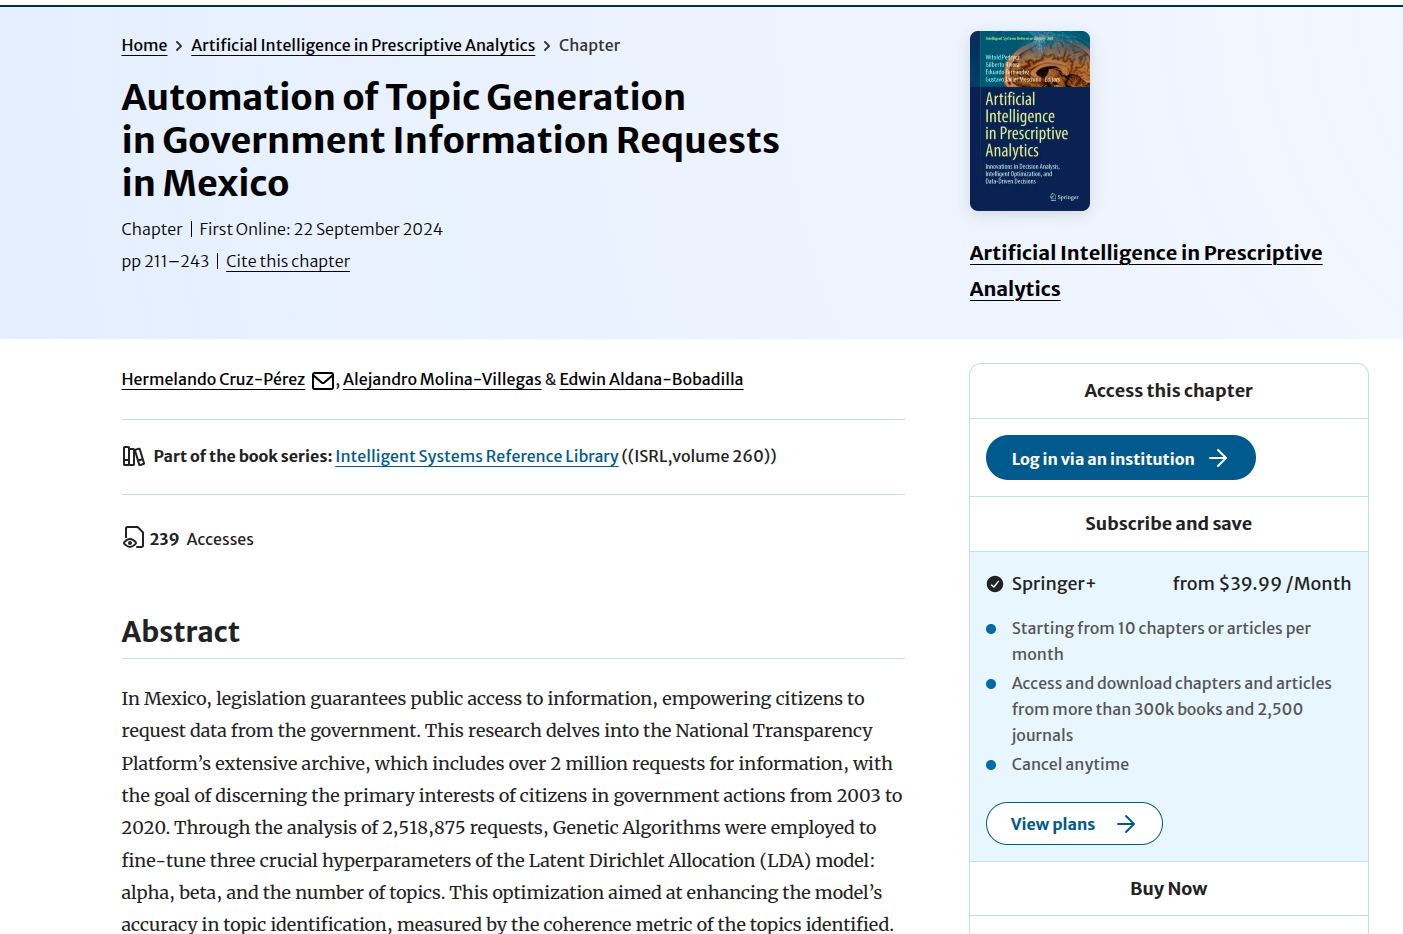 Home > Artificial Intelligence in Prescriptive Analytics > Chapter
Automation of Topic Generation
in Government Information Requests
in Mexico
Chapter | First Online: 22 September 2024
pp 211–243 | Cite this chapter
Artificial
Intelligence
in Prescriptive
Analytics
Innovations in Decision Analysis,
Intelligent Optimization, and
Data-Driven Decisions
Springer
Artificial Intelligence in Prescriptive
Analytics
Hermelando Cruz-Pérez, Alejandro Molina-Villegas & Edwin Aldana-Bobadilla
Part of the book series: Intelligent Systems Reference Library ((ISRL,volume 260))
239 Accesses
Abstract
In Mexico, legislation guarantees public access to information, empowering citizens to
request data from the government. This research delves into the National Transparency
Platform’s extensive archive, which includes over 2 million requests for information, with
the goal of discerning the primary interests of citizens in government actions from 2003 to
2020. Through the analysis of 2,518,875 requests, Genetic Algorithms were employed to
fine-tune three crucial hyperparameters of the Latent Dirichlet Allocation (LDA) model:
alpha, beta, and the number of topics. This optimization aimed at enhancing the model’s
accuracy in topic identification, measured by the coherence metric of the topics identified.
Access this chapter
Log in via an institution
Subscribe and save
Springer+ from $39.99 /Month
Starting from 10 chapters or articles per
month
Access and download chapters and articles
from more than 300k books and 2,500
journals
Cancel anytime
View plans
Buy Now